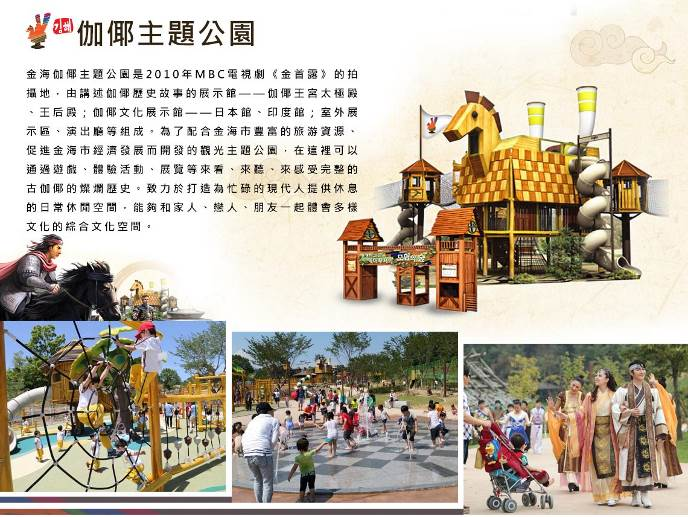 김해
伽倻主題公園
金海伽倻主題公園是2010年MBC電視劇《金首露》的拍
攝地，由講述伽倻歷史故事的展示館——伽倻王宮太極殿
、王后殿；伽倻文化展示館——日本館、印度館；室外展
示區、演出廳等組成。為了配合金海市豐富的旅游資源、
促進金海市經濟發展而開發的觀光主題公園，在這裡可以
通過遊戲、體驗活動、展覽等來看、來聽、來感受完整的
古伽倻的燦爛歷史。致力於打造為忙碌的現代人提供休息
的日常休閒空間，能夠和家人、戀人、朋友一起體會多樣
文化的綜合文化空間。